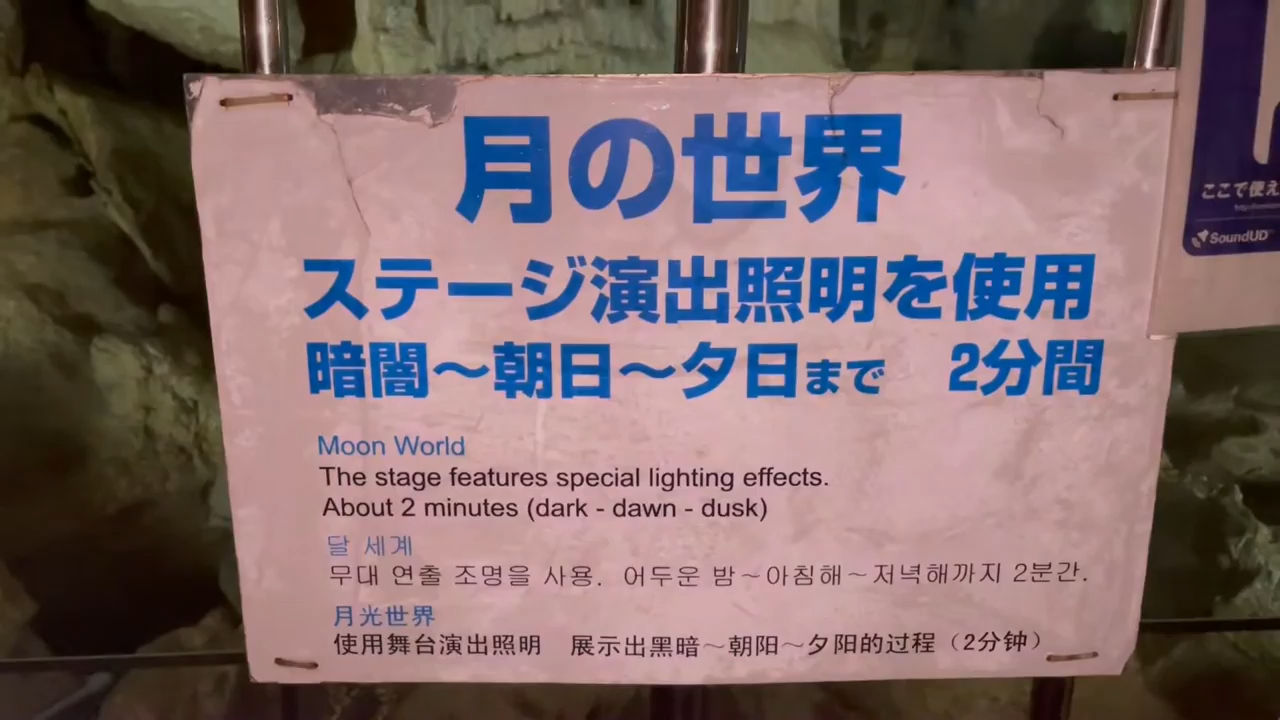 月の世界
ステージ演出照明を使用
暗闇～朝日～夕日まで 2分間
Moon World
The stage features special lighting effects.
About 2 minutes (dark - dawn - dusk)
달 세계
무대 연출 조명을 사용. 어두운 밤～아침해～저녁해까지 2분간.
月光世界
使用舞台演出照明 展示出黑暗～朝阳～夕阳的过程（2分钟）
ここで使え
SoundUD